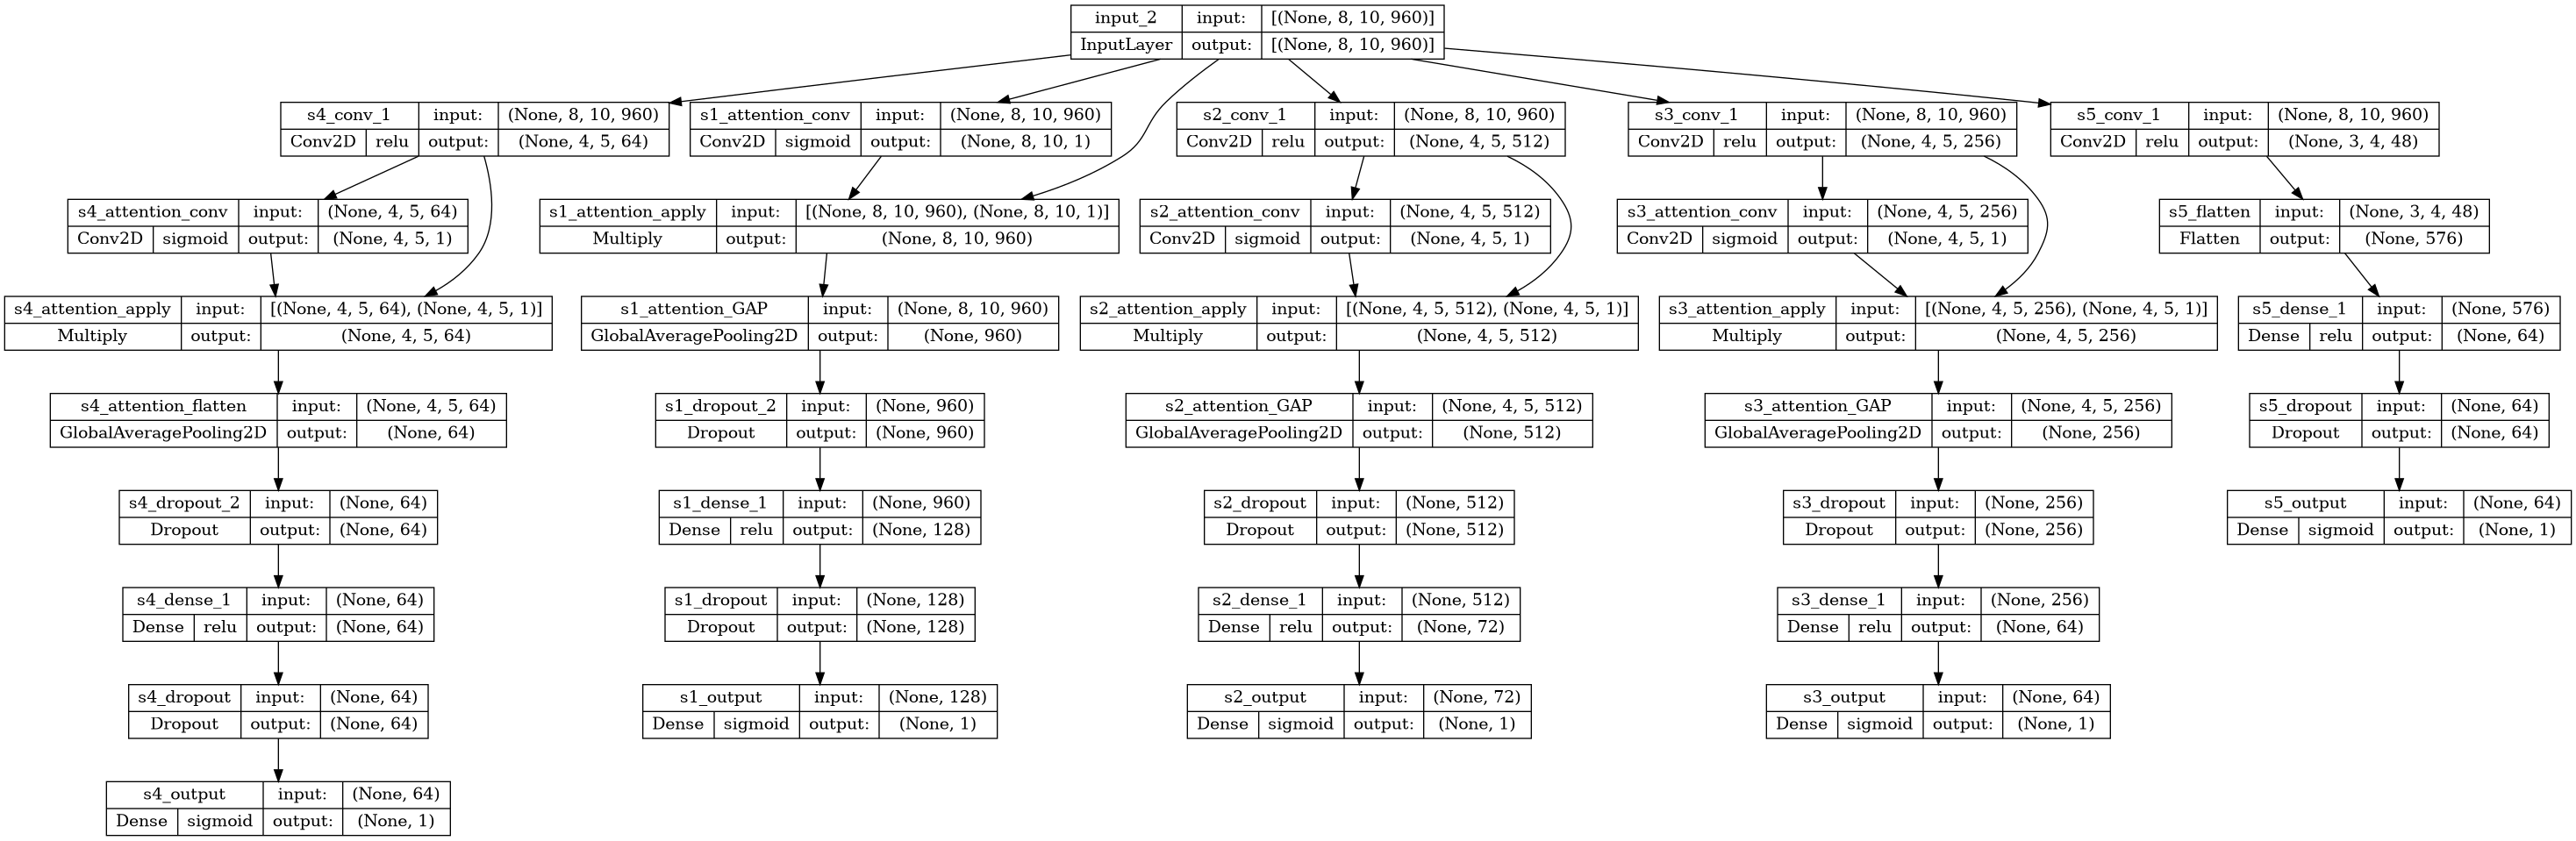 input_2 input: [(None, 8, 10, 960)]
InputLayer output: [(None, 8, 10, 960)]
s4_conv_1 input: (None, 8, 10, 960)
Conv2D relu output: (None, 4, 5, 64)
s1_attention_conv input: (None, 8, 10, 960)
Conv2D sigmoid output: (None, 8, 10, 1)
s2_conv_1 input: (None, 8, 10, 960)
Conv2D relu output: (None, 4, 5, 512)
s3_conv_1 input: (None, 8, 10, 960)
Conv2D relu output: (None, 4, 5, 256)
s5_conv_1 input: (None, 8, 10, 960)
Conv2D relu output: (None, 3, 4, 48)
s4_attention_conv input: (None, 4, 5, 64)
Conv2D sigmoid output: (None, 4, 5, 1)
s1_attention_apply input: [(None, 8, 10, 960), (None, 8, 10, 1)]
Multiply output: (None, 8, 10, 960)
s2_attention_conv input: (None, 4, 5, 512)
Conv2D sigmoid output: (None, 4, 5, 1)
s3_attention_conv input: (None, 4, 5, 256)
Conv2D sigmoid output: (None, 4, 5, 1)
s5_flatten input: (None, 3, 4, 48)
Flatten output: (None, 576)
s4_attention_apply input: [(None, 4, 5, 64), (None, 4, 5, 1)]
Multiply output: (None, 4, 5, 64)
s1_attention_GAP input: (None, 8, 10, 960)
GlobalAveragePooling2D output: (None, 960)
s2_attention_apply input: [(None, 4, 5, 512), (None, 4, 5, 1)]
Multiply output: (None, 4, 5, 512)
s3_attention_apply input: [(None, 4, 5, 256), (None, 4, 5, 1)]
Multiply output: (None, 4, 5, 256)
s5_dense_1 input: (None, 576)
Dense relu output: (None, 64)
s4_attention_flatten input: (None, 4, 5, 64)
GlobalAveragePooling2D output: (None, 64)
s1_dropout_2 input: (None, 960)
Dropout output: (None, 960)
s2_attention_GAP input: (None, 4, 5, 512)
GlobalAveragePooling2D output: (None, 512)
s3_attention_GAP input: (None, 4, 5, 256)
GlobalAveragePooling2D output: (None, 256)
s5_dropout input: (None, 64)
Dropout output: (None, 64)
s4_dropout_2 input: (None, 64)
Dropout output: (None, 64)
s1_dense_1 input: (None, 960)
Dense relu output: (None, 128)
s2_dropout input: (None, 512)
Dropout output: (None, 512)
s3_dropout input: (None, 256)
Dropout output: (None, 256)
s5_output input: (None, 64)
Dense sigmoid output: (None, 1)
s4_dense_1 input: (None, 64)
Dense relu output: (None, 64)
s1_dropout input: (None, 128)
Dropout output: (None, 128)
s2_dense_1 input: (None, 512)
Dense relu output: (None, 72)
s3_dense_1 input: (None, 256)
Dense relu output: (None, 64)
s4_dropout input: (None, 64)
Dropout output: (None, 64)
s1_output input: (None, 128)
Dense sigmoid output: (None, 1)
s2_output input: (None, 72)
Dense sigmoid output: (None, 1)
s3_output input: (None, 64)
Dense sigmoid output: (None, 1)
s4_output input: (None, 64)
Dense sigmoid output: (None, 1)